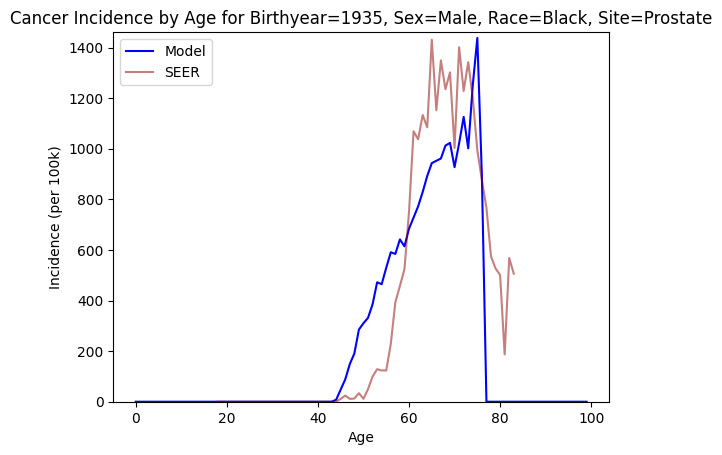 Cancer Incidence by Age for Birthyear=1935, Sex=Male, Race=Black, Site=Prostate
Model
SEER
Incidence (per 100k)
1400
1200
1000
800
600
400
200
0
0 20 40 60 80 100
Age